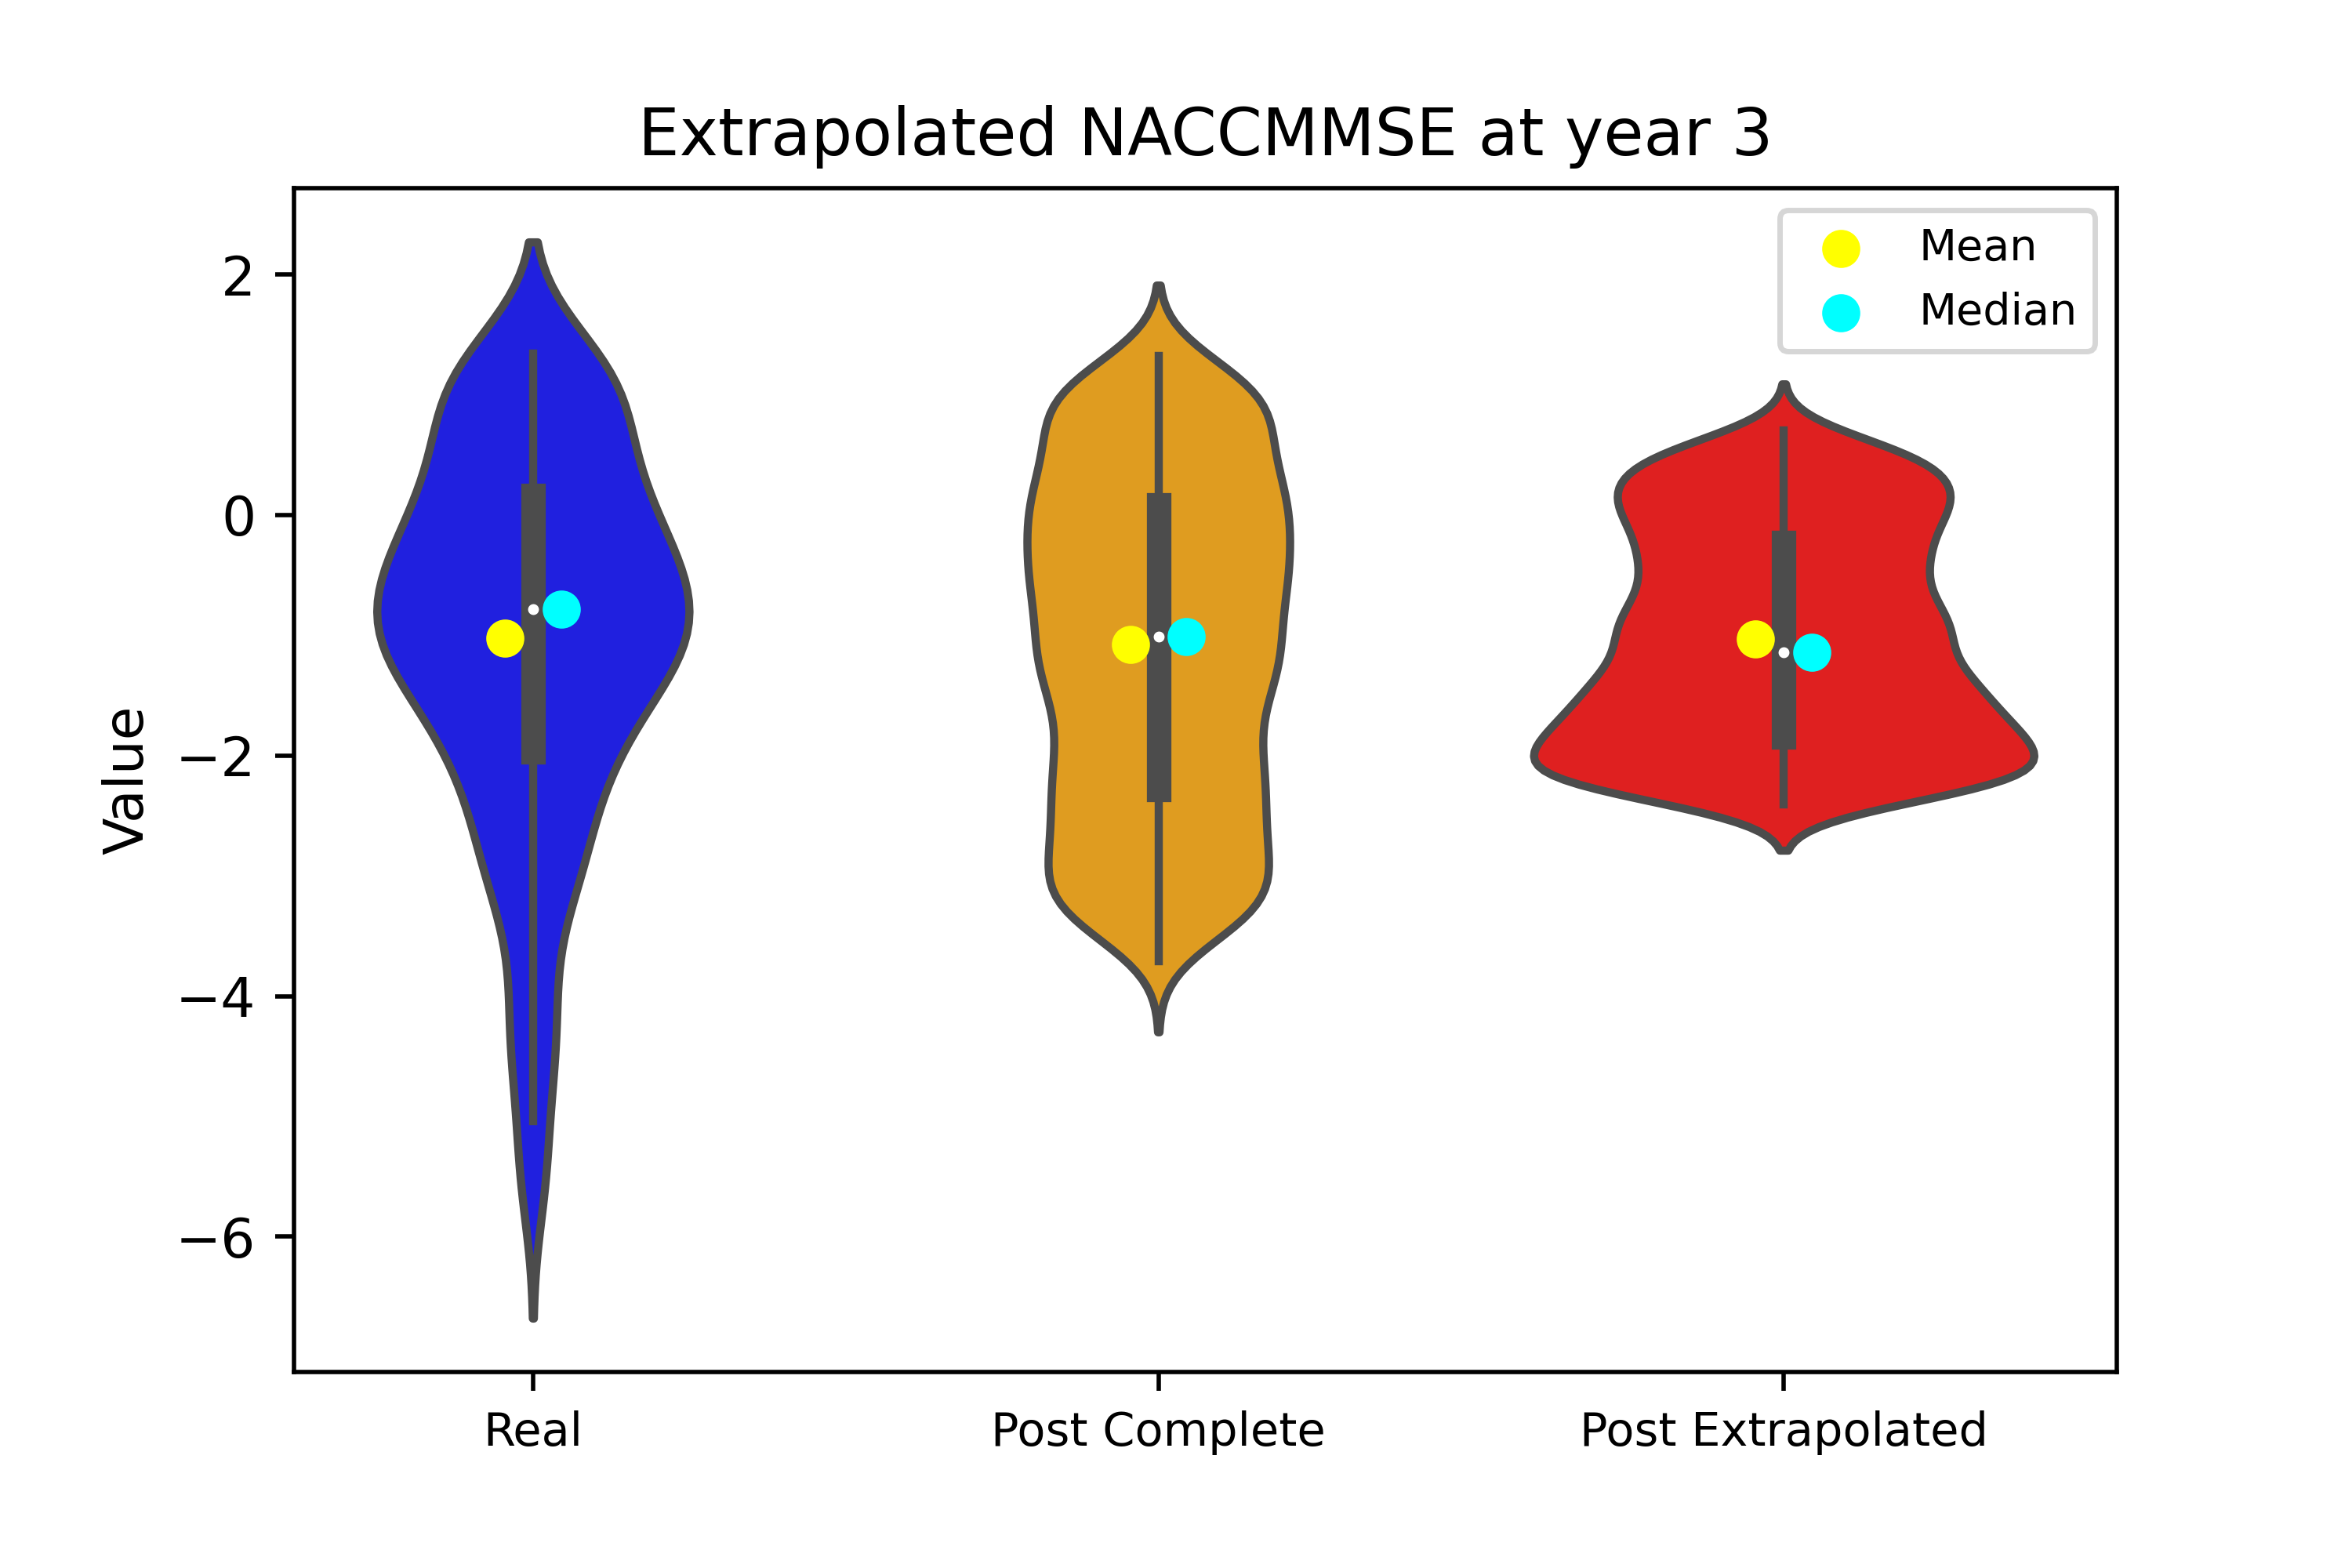 Extrapolated NACCMMSE at year 3
Mean
Median
2
0
−2
−4
−6
Value
Real
Post Complete
Post Extrapolated